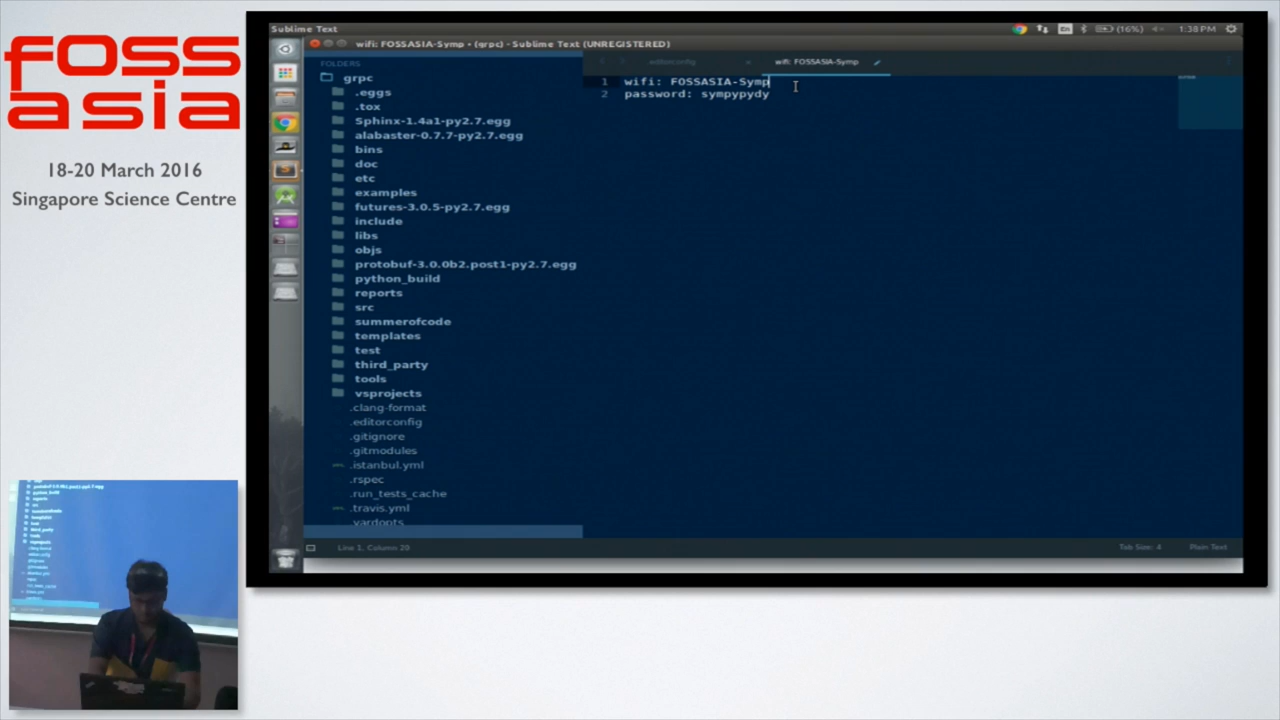 FOSS
ASIA
18-20 March 2016
Singapore Science Centre
Sublime Text
En
(16%)
1:38 PM
wifi: FOSSASIA-Symp • (grpc) - Sublime Text (UNREGISTERED)
FOLDERS
grpc
.eggs
.tox
Sphinx-1.4a1-py2.7.egg
alabaster-0.7.7-py2.7.egg
bins
doc
etc
examples
futures-3.0.5-py2.7.egg
include
libs
objs
protobuf-3.0.0b2.post1-py2.7.egg
python_build
reports
src
summerofcode
templates
test
third_party
tools
vsprojects
.clang-format
.editorconfig
.gitignore
.gitmodules
.istanbul.yml
.rspec
.run_tests_cache
.travis.yml
.yardopts
.editorconfig
wifi: FOSSASIA-Symp
1 wifi: FOSSASIA-Symp
2 password: sympypydy
Line 1, Column 20
Tab Size: 4
Plain Text